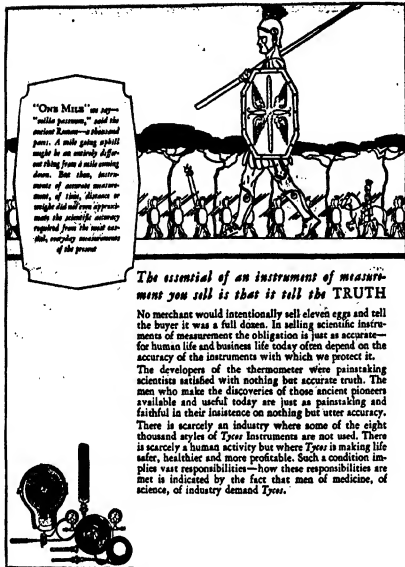 "ONE MILE" we say—
"millia passuum," said the
ancient Roman—a thousand
paces. A mile going uphill
might be an entirely differ-
ent thing from a mile coming
down. But then, instru-
ments of accurate measure-
ment, of time, distance or
weight did not even approxi-
mate the scientific accuracy
required from the most cas-
ual, everyday measurements
of the present
The essential of an instrument of measure-
ment you sell is that it tell the TRUTH
No merchant would intentionally sell eleven eggs and tell
the buyer it was a full dozen. In selling scientific instru-
ments of measurement the obligation is just as accurate—
for human life and business life today often depend on the
accuracy of the instruments with which we protect it.
The developers of the thermometer were painstaking
scientists satisfied with nothing but accurate truth. The
men who make the discoveries of those ancient pioneers
available and useful today are just as painstaking and
faithful in their insistence on nothing but utter accuracy.
There is scarcely an industry where some of the eight
thousand styles of Tycos Instruments are not used. There
is scarcely a human activity but where Tycos is making life
safer, healthier and more profitable. Such a condition im-
plies vast responsibilities—how these responsibilities are
met is indicated by the fact that men of medicine, of
science, of industry demand Tycos.